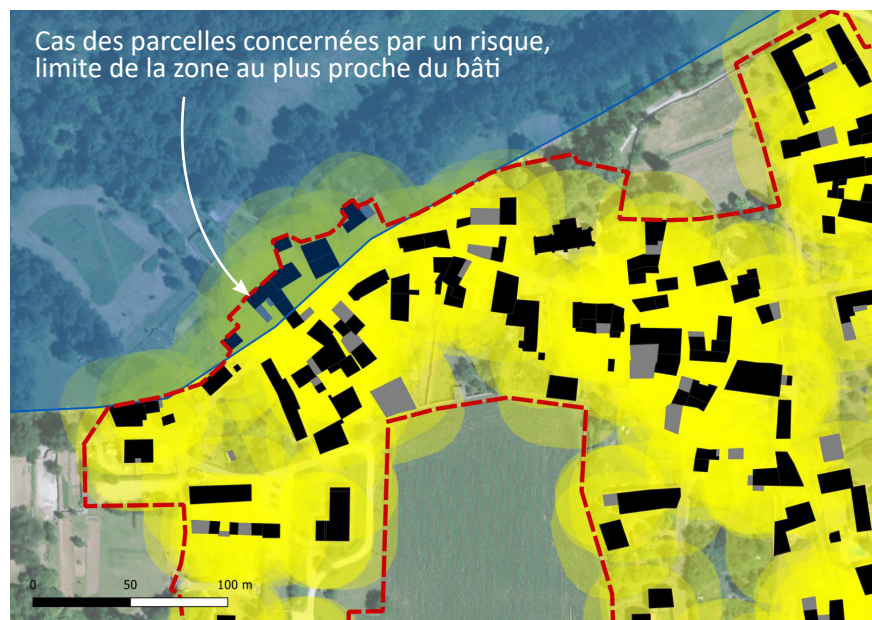 Cas des parcelles concernées par un risque,
limite de la zone au plus proche du bâti
0 50 100 m